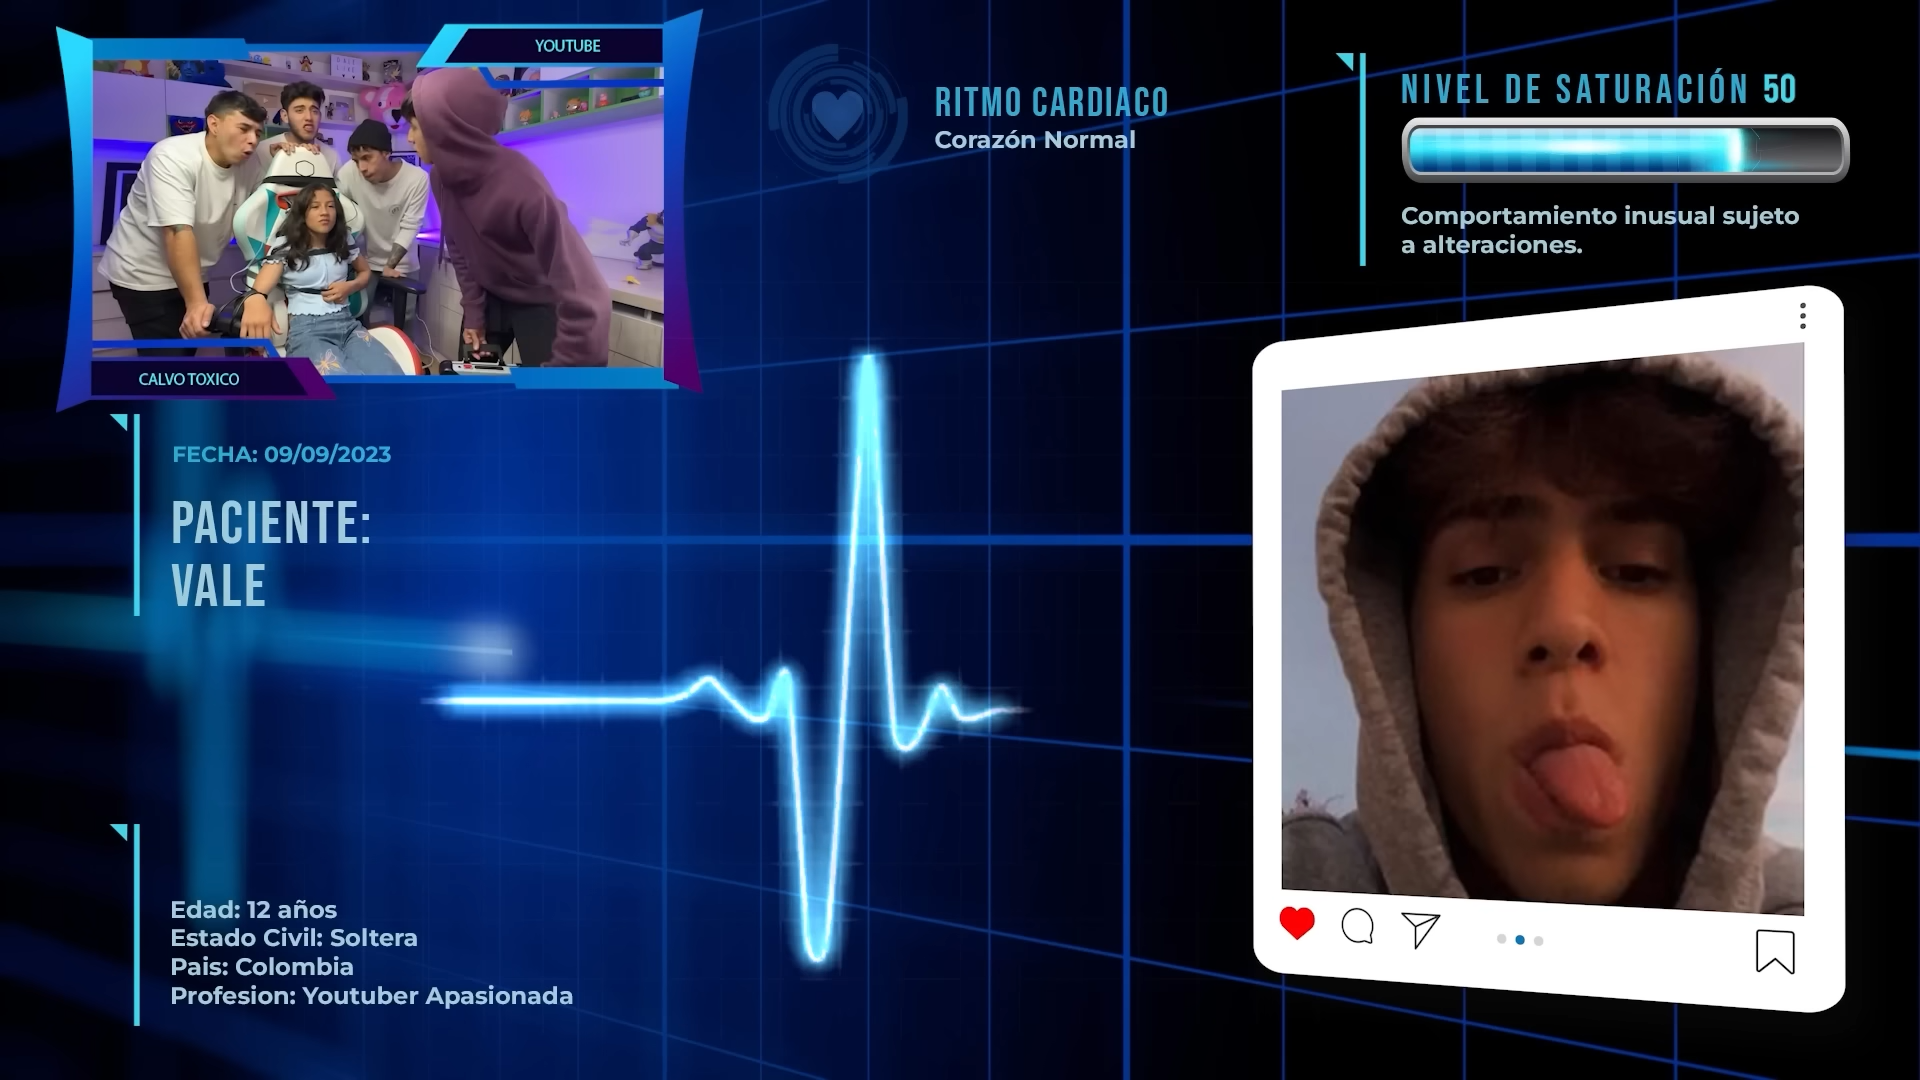 YOUTUBE
CALVO TOXICO
RITMO CARDIACO
Corazón Normal
NIVEL DE SATURACIÓN 50
Comportamiento inusual sujeto
a alteraciones.
FECHA: 09/09/2023
PACIENTE:
VALE
Edad: 12 años
Estado Civil: Soltera
Pais: Colombia
Profesion: Youtuber Apasionada